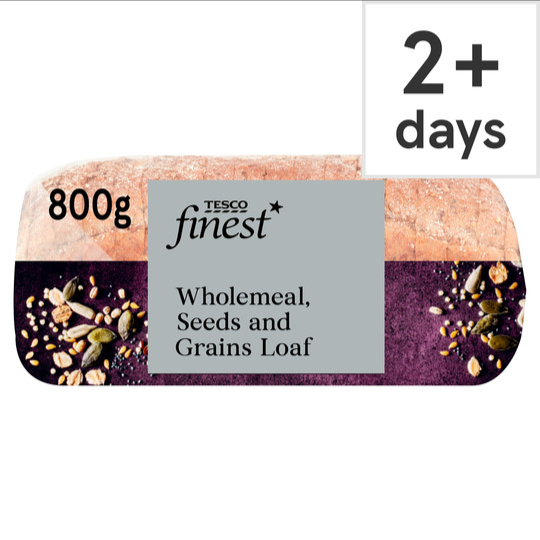 2+
days
800g
TESCO
finest*
Wholemeal,
Seeds and
Grains Loaf